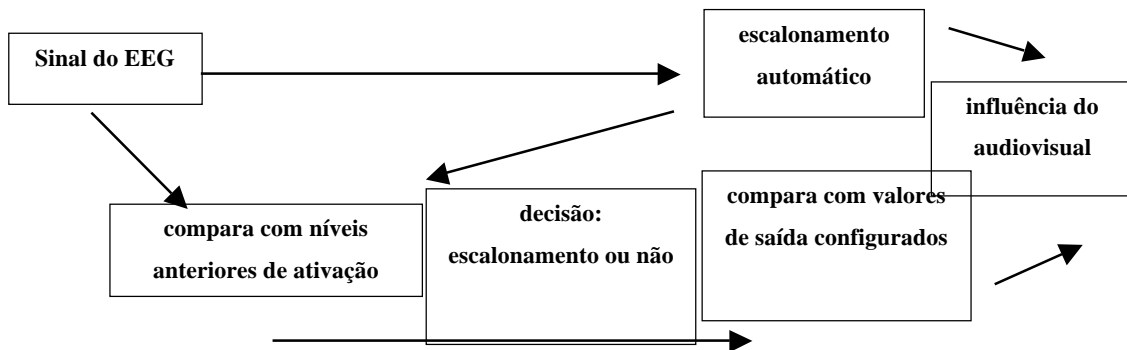 Sinal do EEG
escalonamento
automático
influência do
audiovisual
compara com níveis
anteriores de ativação
decisão:
escalonamento ou não
compara com valores
de saída configurados